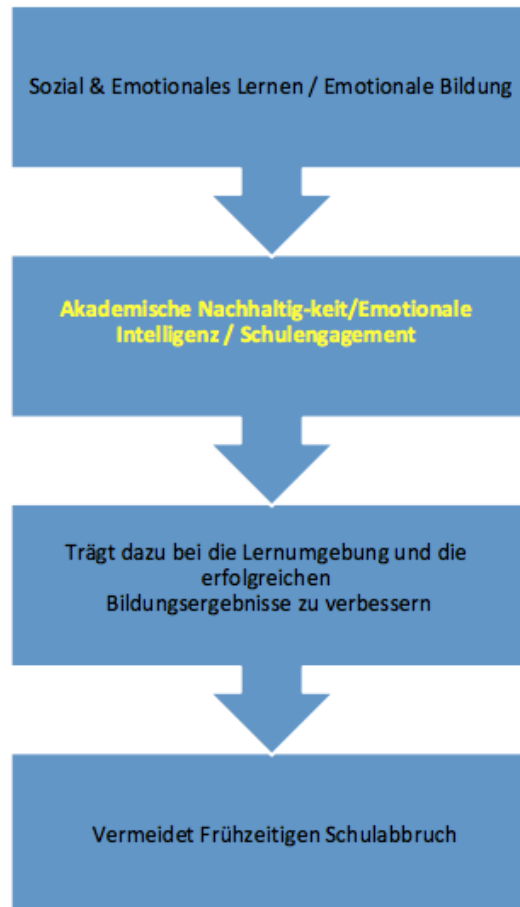 Sozial & Emotionales Lernen / Emotionale Bildung
Akademische Nachhaltig-keit/Emotionale
Intelligenz / Schulengagement
Trägt dazu bei die Lernumgebung und die
erfolgreichen
Bildungsergebnisse zu verbessern
Vermeidet Frühzeitigen Schulabbruch